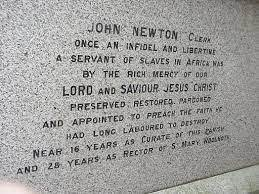 JOHN NEWTON CLERK
ONCE AN INFIDEL AND LIBERTINE
A SERVANT OF SLAVES IN AFRICA WAS
BY THE RICH MERCY OF OUR
LORD AND SAVIOUR JESUS CHRIST
PRESERVED, RESTORED, PARDONED
AND APPOINTED TO PREACH THE FAITH HE
HAD LONG LABOURED TO DESTROY
NEAR 16 YEARS AS CURATE OF THIS PARISH
AND 28 YEARS AS RECTOR OF ST MARY WOOLNOTH